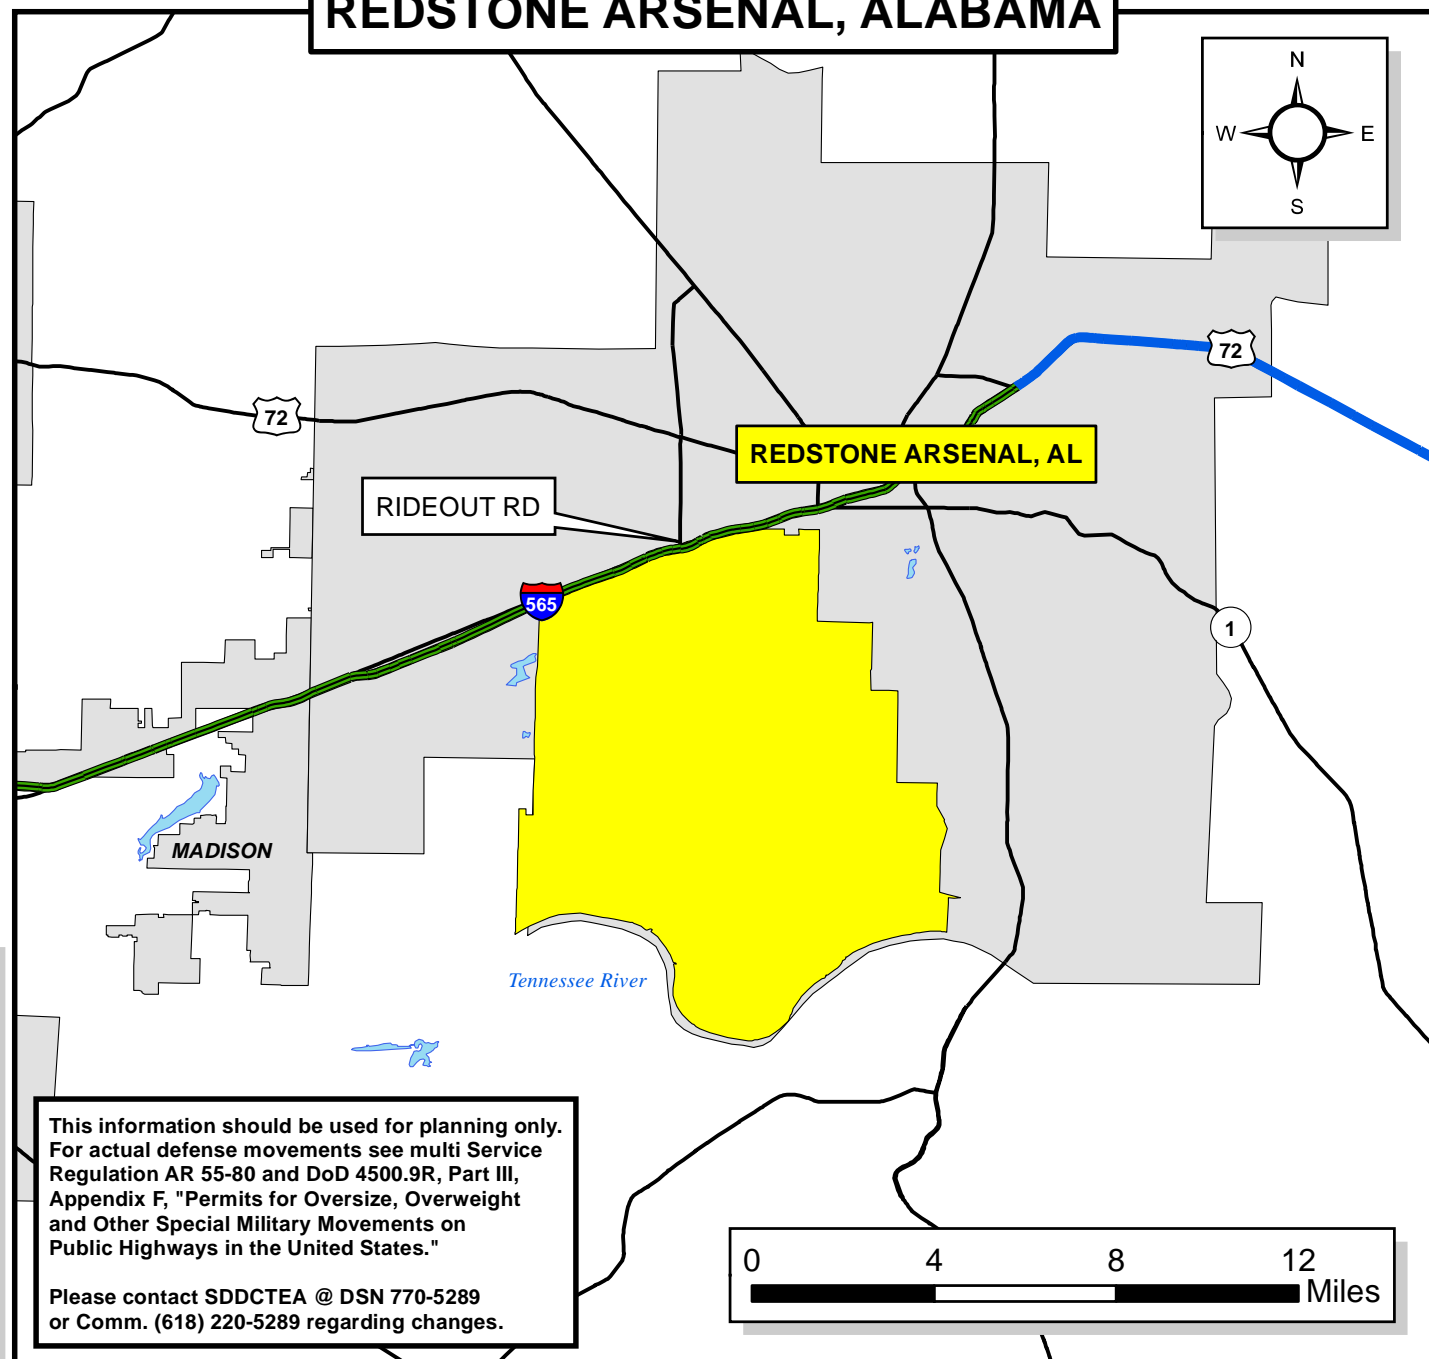 REDSTONE ARSENAL, ALABAMA
N
W E
S
72
72
REDSTONE ARSENAL, AL
RIDEOUT RD
565
1
MADISON
Tennessee River
This information should be used for planning only.
For actual defense movements see multi Service
Regulation AR 55-80 and DoD 4500.9R, Part III,
Appendix F, "Permits for Oversize, Overweight
and Other Special Military Movements on
Public Highways in the United States."
Please contact SDDCTEA @ DSN 770-5289
or Comm. (618) 220-5289 regarding changes.
0 4 8 12
Miles